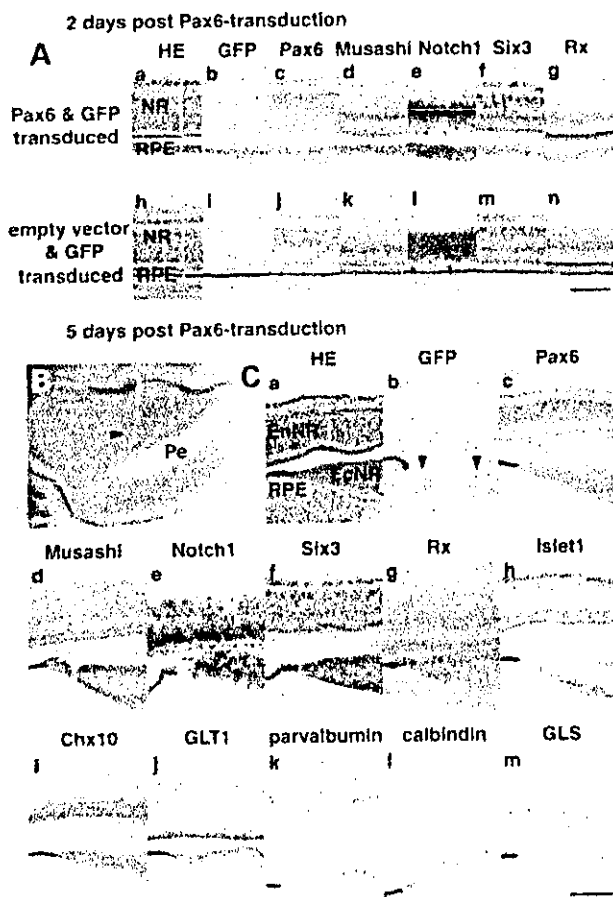 2 days post Pax6-transduction
A
HE GFP Pax6 Musashi Notch1 Six3 Rx
a b c d e f g
Pax6 & GFP transduced
NR
RPE
h i j k l m n
empty vector & GFP transduced
NR
RPE
5 days post Pax6-transduction
B C
HE GFP Pax6
a b c
Pe
EnNR
EcNR
RPE
Musashi Notch1 Six3 Rx Islet1
d e f g h
Chx10 GLT1 parvalbumin calbindin GLS
i j k l m